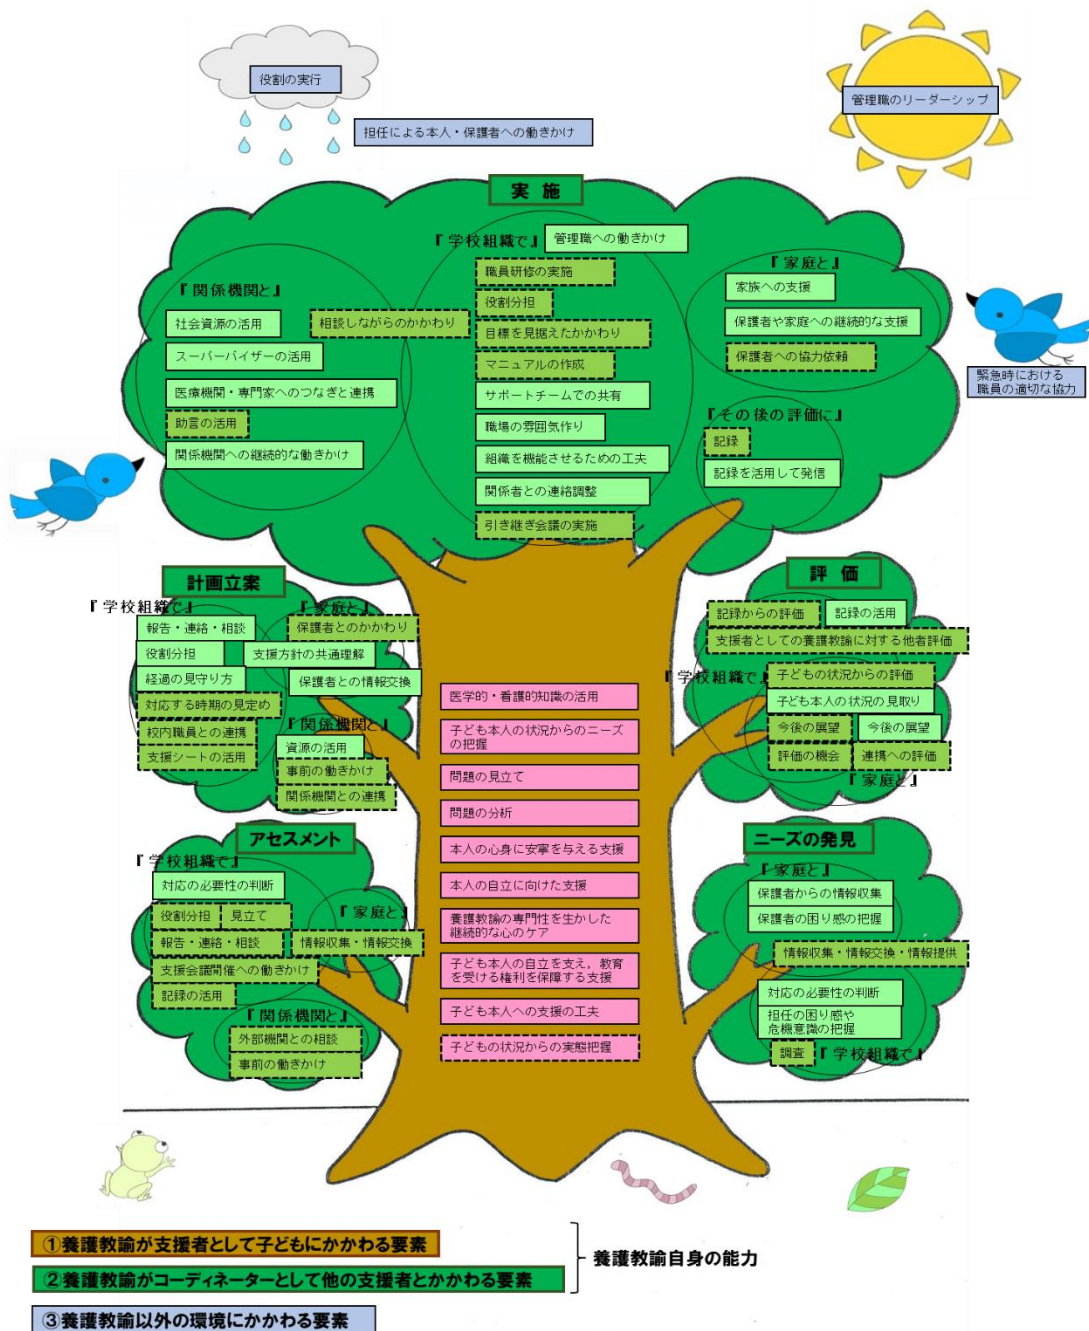 役割の実行
管理職のリーダーシップ
担任による本人・保護者への働きかけ
実 施
『学校組織で』
管理職への働きかけ
職員研修の実施
役割分担
目標を見据えたかかわり
マニュアルの作成
サポートチームでの共有
職場の雰囲気作り
組織を機能させるための工夫
関係者との連絡調整
引き継ぎ会議の実施
『関係機関と』
社会資源の活用
相談しながらのかかわり
スーパーバイザーの活用
医療機関・専門家へのつなぎと連携
助言の活用
関係機関への継続的な働きかけ
『家庭と』
家族への支援
保護者や家庭への継続的な支援
保護者への協力依頼
『その後の評価に』
記録
記録を活用して発信
緊急時における
職員の適切な協力
計画立案
『学校組織で』
報告・連絡・相談
役割分担
経過の見守り方
対応する時期の見定め
校内職員との連携
支援シートの活用
『家庭と』
保護者とのかかわり
支援方針の共通理解
保護者との情報交換
『関係機関と』
資源の活用
事前の働きかけ
関係機関との連携
評 価
記録からの評価
記録の活用
支援者としての養護教諭に対する他者評価
『学校組織で』
子どもの状況からの評価
子ども本人の状況の見取り
今後の展望
今後の展望
評価の機会
連携への評価
『家庭と』
医学的・看護的知識の活用
子ども本人の状況からのニーズ
の把握
問題の見立て
問題の分析
本人の心身に安寧を与える支援
本人の自立に向けた支援
養護教諭の専門性を生かした
継続的な心のケア
子ども本人の自立を支え，教育
を受ける権利を保障する支援
子ども本人への支援の工夫
子どもの状況からの実態把握
アセスメント
『学校組織で』
対応の必要性の判断
役割分担
見立て
報告・連絡・相談
支援会議開催への働きかけ
記録の活用
『家庭と』
情報収集・情報交換
『関係機関と』
外部機関との相談
事前の働きかけ
ニーズの発見
『家庭と』
保護者からの情報収集
保護者の困り感の把握
情報収集・情報交換・情報提供
対応の必要性の判断
担任の困り感や
危機意識の把握
調査
『学校組織で』
①養護教諭が支援者として子どもにかかわる要素
②養護教諭がコーディネーターとして他の支援者とかかわる要素
養護教諭自身の能力
③養護教諭以外の環境にかかわる要素